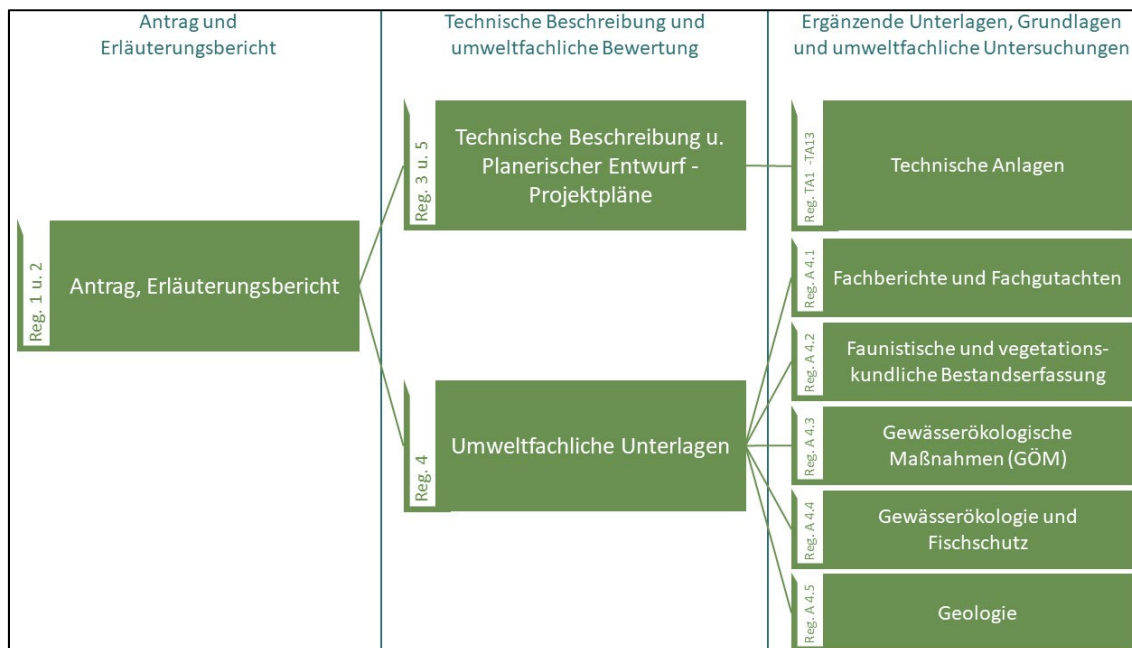 Antrag und
Erläuterungsbericht
Technische Beschreibung und
umweltfachliche Bewertung
Ergänzende Unterlagen, Grundlagen
und umweltfachliche Untersuchungen
Reg. 1 u. 2
Antrag, Erläuterungsbericht
Reg. 3 u. 5
Technische Beschreibung u.
Planerischer Entwurf -
Projektpläne
Reg. 4
Umweltfachliche Unterlagen
Reg. TA1 -TA13
Technische Anlagen
Reg. A 4.1
Fachberichte und Fachgutachten
Reg. A 4.2
Faunistische und vegetations-
kundliche Bestandserfassung
Reg. A 4.3
Gewässerökologische
Maßnahmen (GÖM)
Reg. A 4.4
Gewässerökologie und
Fischschutz
Reg. A 4.5
Geologie